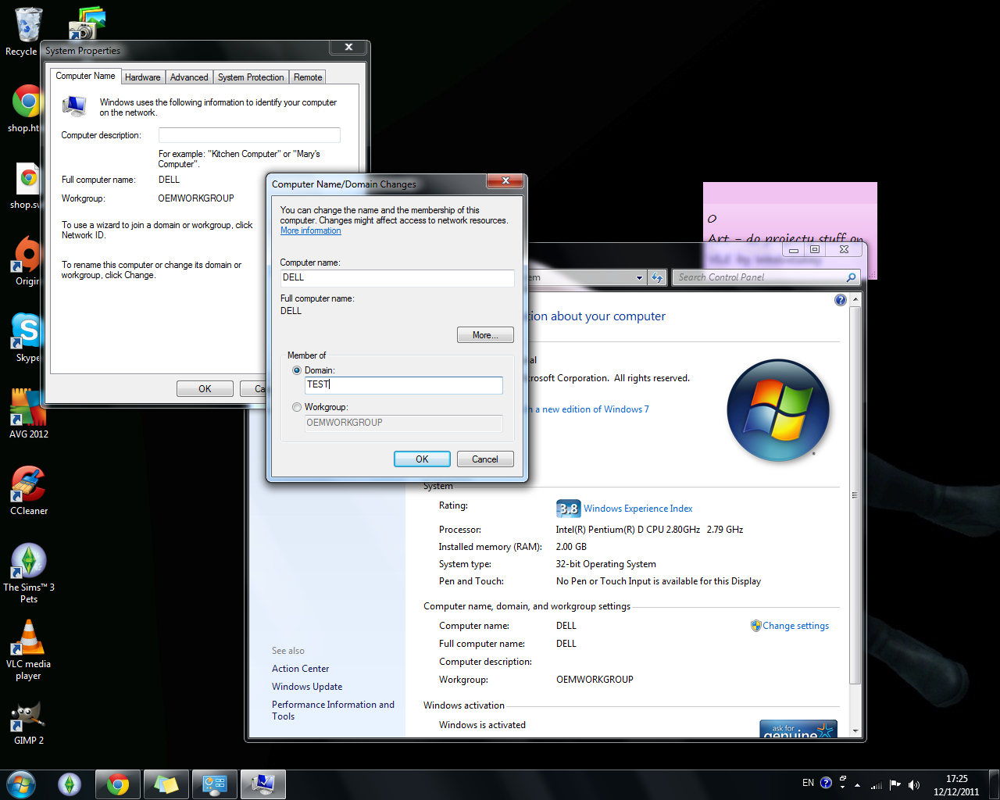 Recycle
shop.ht
shop.sw
Origin
Skype
AVG 2012
CCleaner
The Sims™ 3
Pets
VLC media
player
GIMP 2
System Properties
Computer Name
Hardware
Advanced
System Protection
Remote
Windows uses the following information to identify your computer
on the network.
Computer description:
For example: "Kitchen Computer" or "Mary's
Computer".
Full computer name:
DELL
Workgroup:
OEMWORKGROUP
To use a wizard to join a domain or workgroup, click
Network ID.
To rename this computer or change its domain or
workgroup, click Change.
OK
Ca
Computer Name/Domain Changes
You can change the name and the membership of this
computer. Changes might affect access to network resources.
More information
Computer name:
DELL
Full computer name:
DELL
More...
Member of
Domain:
TEST
Workgroup:
OEMWORKGROUP
OK
Cancel
O
Art - do projecty stuff on
em
Search Control Panel
tion about your computer
al
rosoft Corporation. All rights reserved.
h a new edition of Windows 7
System
Rating:
3.8
Windows Experience Index
Processor:
Intel(R) Pentium(R) D CPU 2.80GHz 2.79 GHz
Installed memory (RAM):
2.00 GB
System type:
32-bit Operating System
Pen and Touch:
No Pen or Touch Input is available for this Display
Computer name, domain, and workgroup settings
Computer name:
DELL
Change settings
Full computer name:
DELL
Computer description:
Workgroup:
OEMWORKGROUP
Windows activation
Windows is activated
ask for
genuine
See also
Action Center
Windows Update
Performance Information and
Tools
EN
17:25
12/12/2011